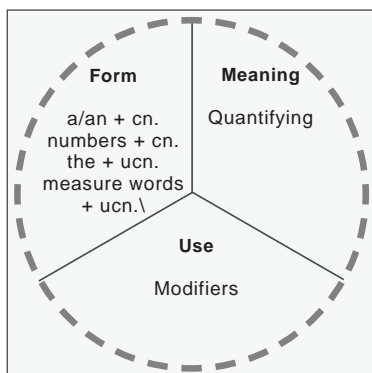 Form
a/an + cn.
numbers + cn.
the + ucn.
measure words
+ ucn.\
Meaning
Quantifying
Use
Modifiers